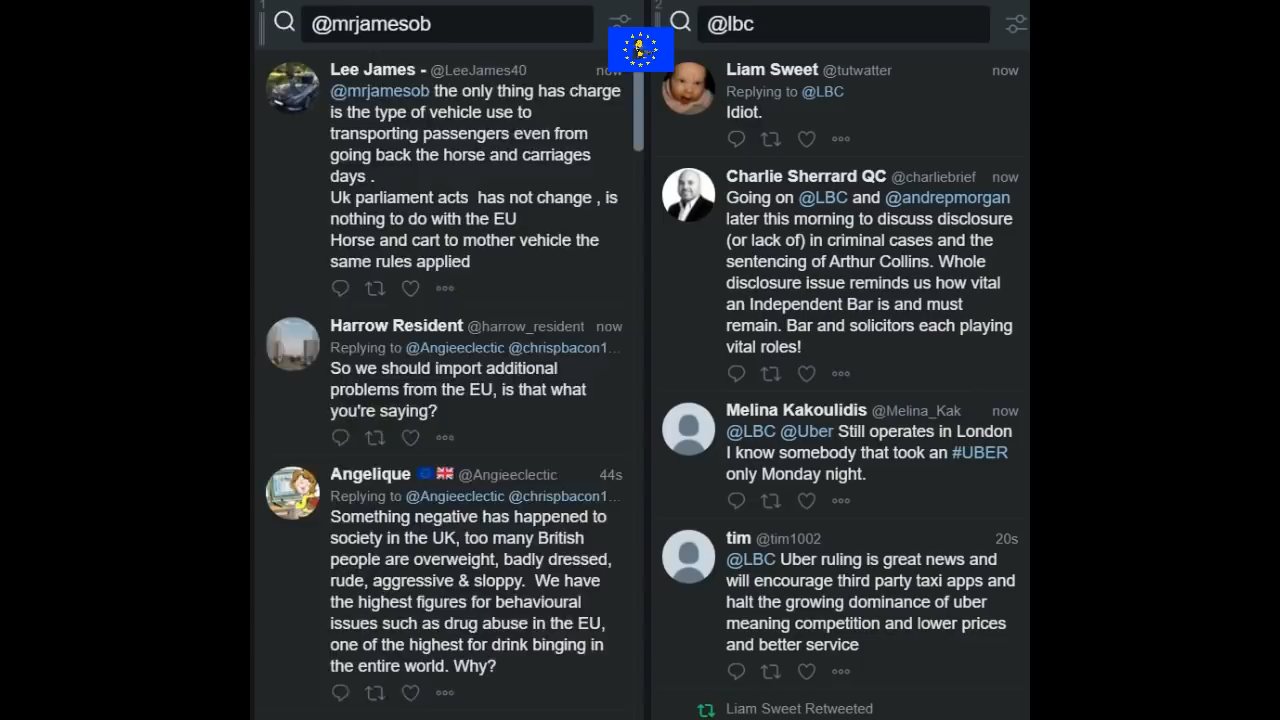 1
@mrjamesob
Lee James - @LeeJames40 now
@mrjamesob the only thing has charge
is the type of vehicle use to
transporting passengers even from
going back the horse and carriages
days .
Uk parliament acts  has not change , is
nothing to do with the EU
Horse and cart to mother vehicle the
same rules applied
Harrow Resident @harrow_resident now
Replying to @Angieeclectic @chrispbacon1...
So we should import additional
problems from the EU, is that what
you're saying?
Angelique 🇪🇺 🇬🇧 @Angieeclectic 44s
Replying to @Angieeclectic @chrispbacon1...
Something negative has happened to
society in the UK, too many British
people are overweight, badly dressed,
rude, aggressive & sloppy.  We have
the highest figures for behavioural
issues such as drug abuse in the EU,
one of the highest for drink binging in
the entire world. Why?
2
@lbc
Liam Sweet @tutwatter now
Replying to @LBC
Idiot.
Charlie Sherrard QC @charliebrief now
Going on @LBC and @andrepmorgan
later this morning to discuss disclosure
(or lack of) in criminal cases and the
sentencing of Arthur Collins. Whole
disclosure issue reminds us how vital
an Independent Bar is and must
remain. Bar and solicitors each playing
vital roles!
Melina Kakoulidis @Melina_Kak now
@LBC @Uber Still operates in London
I know somebody that took an #UBER
only Monday night.
tim @tim1002 20s
@LBC Uber ruling is great news and
will encourage third party taxi apps and
halt the growing dominance of uber
meaning competition and lower prices
and better service
Liam Sweet Retweeted